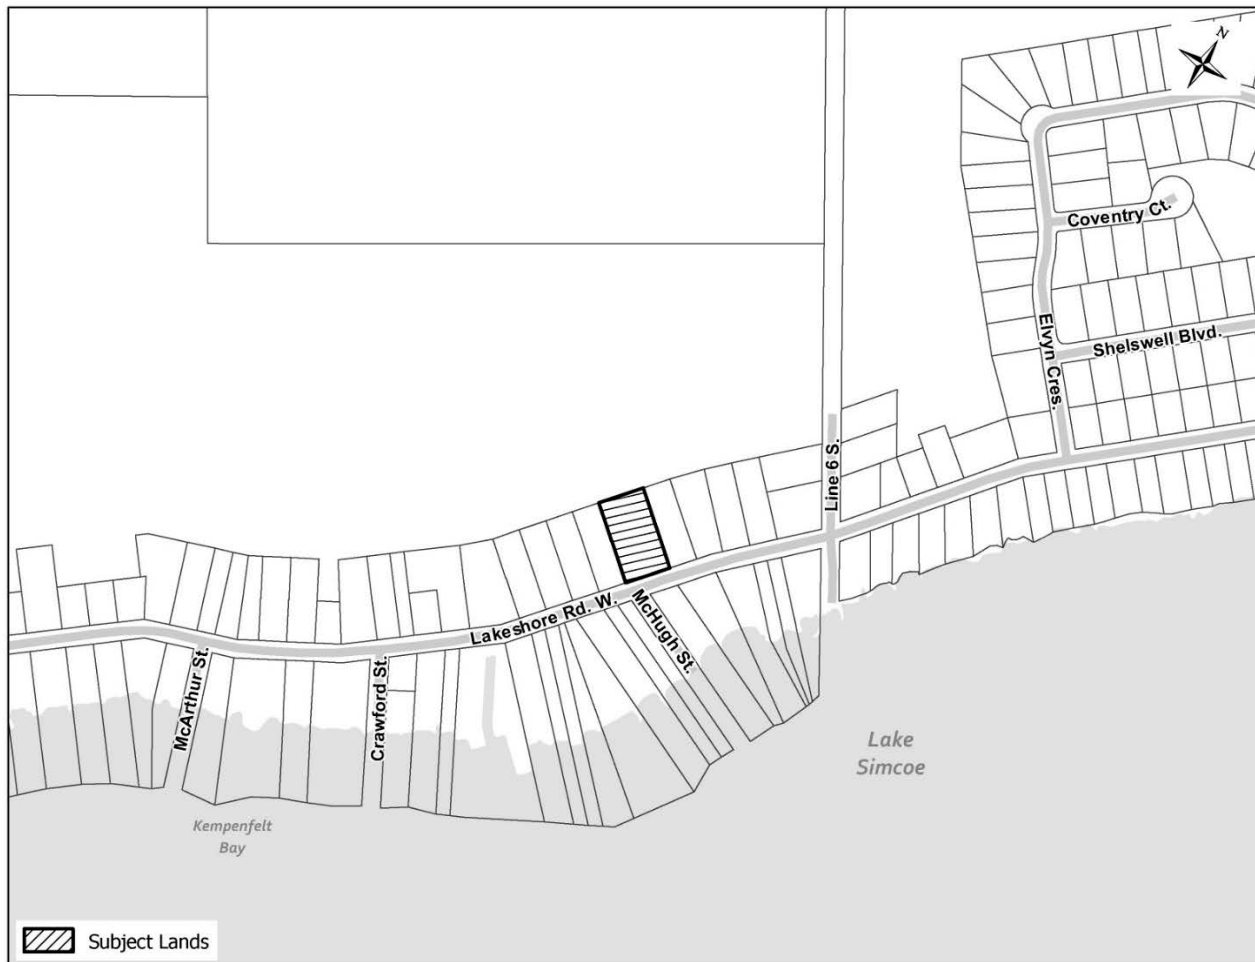 N
Coventry Ct.
Elvyn Cres.
Shelswell Blvd.
Line 6 S.
Lakeshore Rd. W.
McHugh St.
McArthur St.
Crawford St.
Lake
Simcoe
Kempenfelt
Bay
Subject Lands